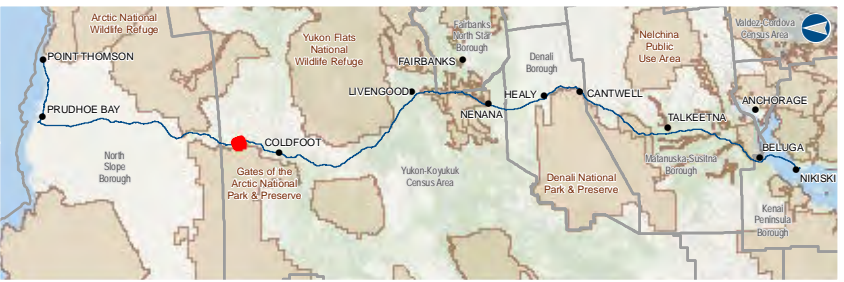 Arctic National
Wildlife Refuge
POINT THOMSON
PRUDHOE BAY
North
Slope
Borough
COLDFOOT
Gates of the
Arctic National
Park & Preserve
Yukon Flats
National
Wildlife Refuge
LIVENGOOD
Fairbanks
North Star
Borough
FAIRBANKS
NENANA
Yukon-Koyukuk
Census Area
Denali
Borough
HEALY
CANTWELL
Denali National
Park & Preserve
Nelchina
Public
Use Area
TALKEETNA
Matanuska-Susitna
Borough
Valdez-Cordova
Census Area
ANCHORAGE
BELUGA
NIKISKI
Kenai
Peninsula
Borough